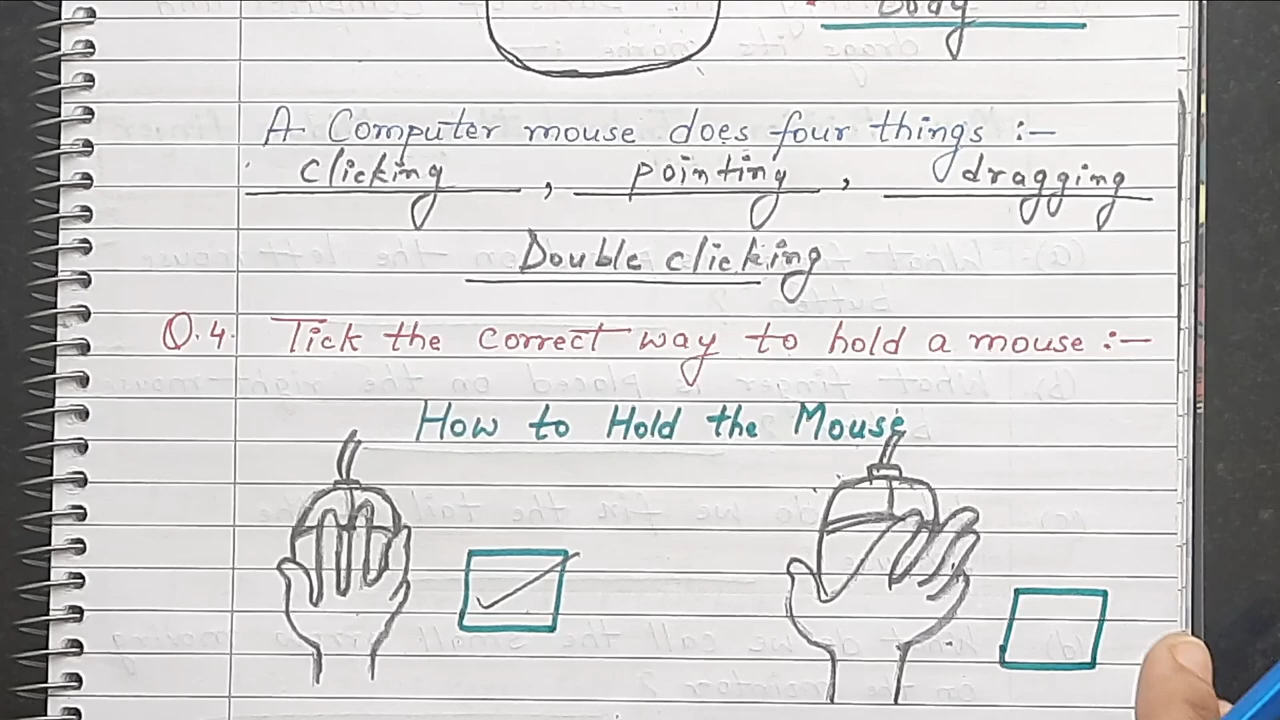 Body
A Computer mouse does four things :-
clicking , pointing , dragging
Double clicking
Q.4. Tick the correct way to hold a mouse :-
How to Hold the Mouse